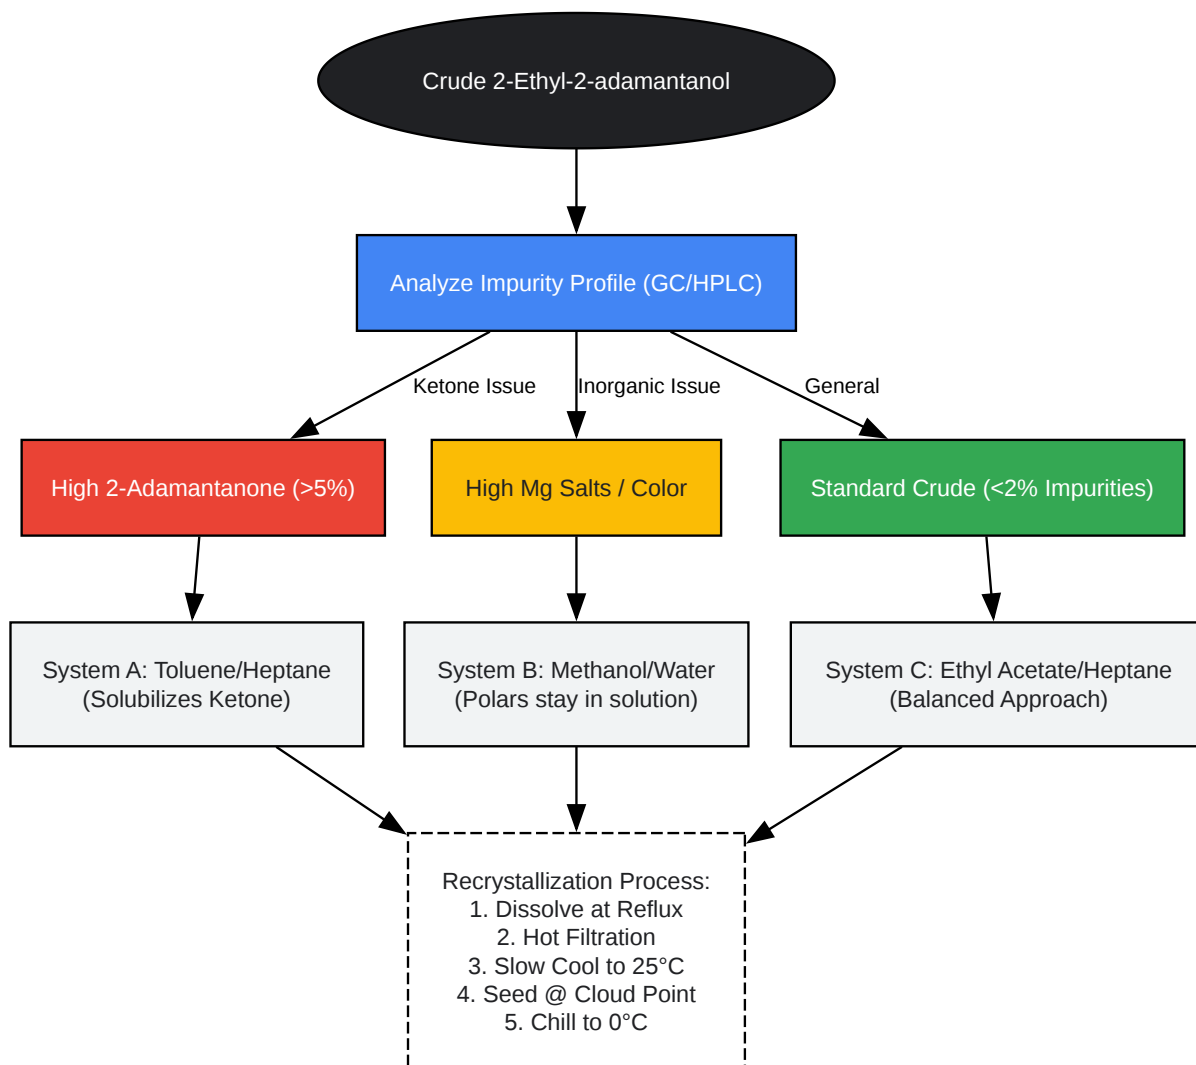 Crude 2-Ethyl-2-adamantanol
Analyze Impurity Profile (GC/HPLC)
Ketone Issue
Inorganic Issue
General
High 2-Adamantanone (>5%)
High Mg Salts / Color
Standard Crude (<2% Impurities)
System A: Toluene/Heptane
(Solubilizes Ketone)
System B: Methanol/Water
(Polars stay in solution)
System C: Ethyl Acetate/Heptane
(Balanced Approach)
Recrystallization Process:
1. Dissolve at Reflux
2. Hot Filtration
3. Slow Cool to 25°C
4. Seed @ Cloud Point
5. Chill to 0°C